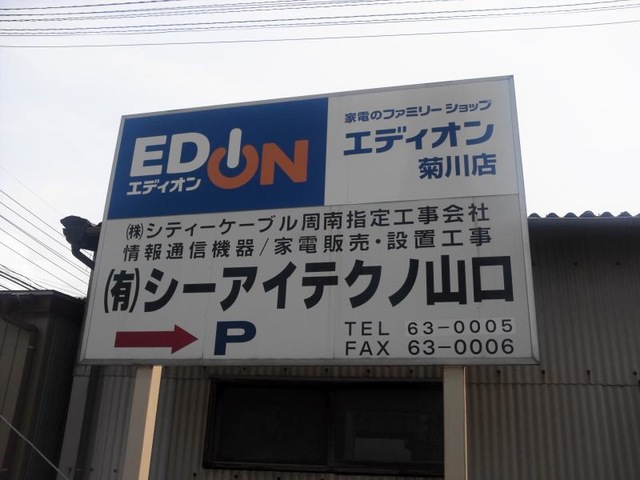 EDION
エディオン
家電のファミリーショップ
エディオン
菊川店
㈱シティーケーブル周南指定工事会社
情報通信機器/家電販売・設置工事
(有)シーアイテクノ山口
P
TEL 63-0005
FAX 63-0006